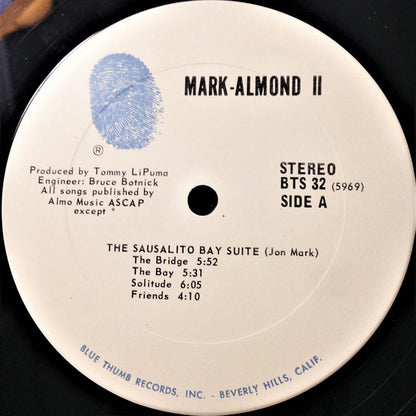 MARK-ALMOND II
®
Produced by Tommy LiPuma
Engineer: Bruce Botnick
All songs published by
Almo Music ASCAP
except *
STEREO
BTS 32 (5969)
SIDE A
THE SAUSALITO BAY SUITE (Jon Mark)
The Bridge 5:52
The Bay 5:31
Solitude 6:05
Friends 4:10
BLUE THUMB RECORDS, INC. - BEVERLY HILLS, CALIF.